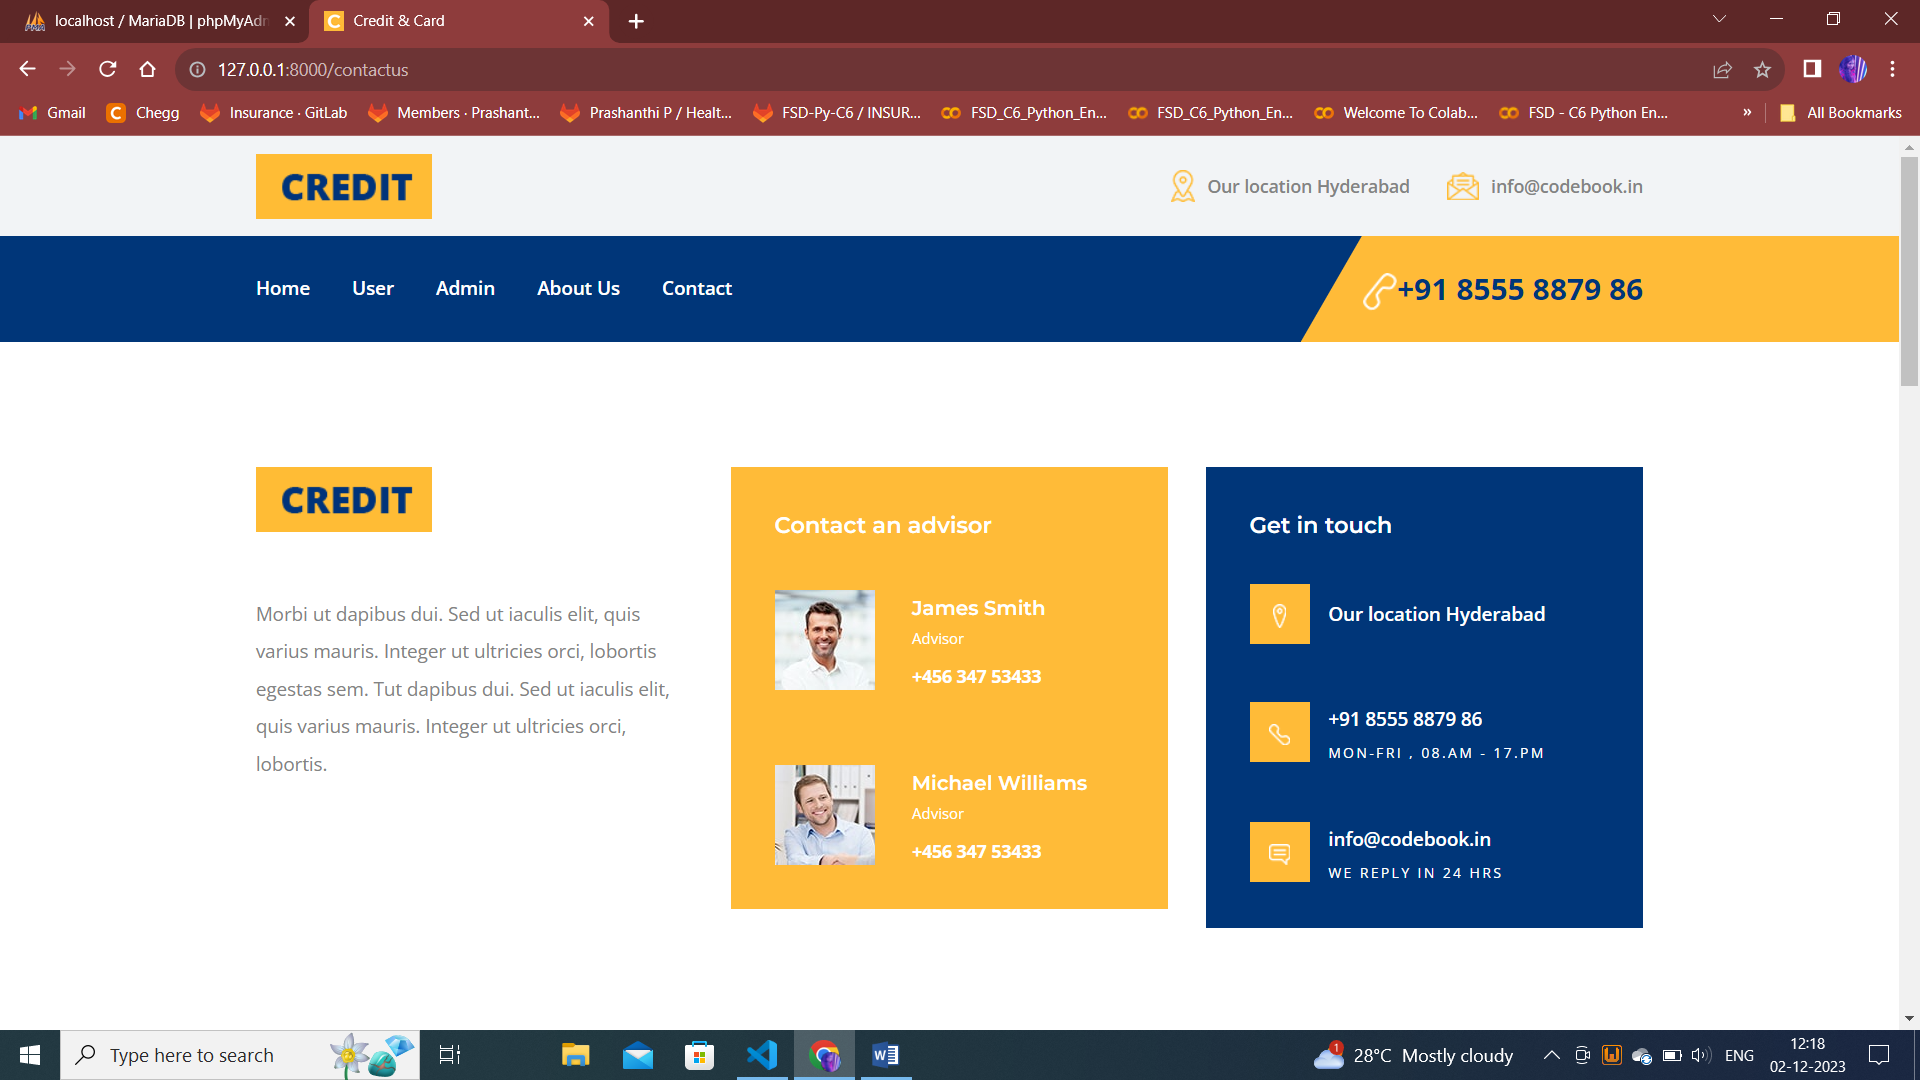 localhost / MariaDB | phpMyAdn
Credit & Card
127.0.0.1:8000/contactus
Gmail
Chegg
Insurance · GitLab
Members · Prashant...
Prashanthi P / Healt...
FSD-Py-C6 / INSUR...
FSD_C6_Python_En...
FSD_C6_Python_En...
Welcome To Colab...
FSD - C6 Python En...
»
All Bookmarks
CREDIT
Our location Hyderabad
info@codebook.in
Home
User
Admin
About Us
Contact
+91 8555 8879 86
CREDIT
Morbi ut dapibus dui. Sed ut iaculis elit, quis
varius mauris. Integer ut ultricies orci, lobortis
egestas sem. Tut dapibus dui. Sed ut iaculis elit,
quis varius mauris. Integer ut ultricies orci,
lobortis.
Contact an advisor
James Smith
Advisor
+456 347 53433
Michael Williams
Advisor
+456 347 53433
Get in touch
Our location Hyderabad
+91 8555 8879 86
MON-FRI , 08.AM - 17.PM
info@codebook.in
WE REPLY IN 24 HRS
Type here to search
1
28°C Mostly cloudy
ENG
12:18
02-12-2023